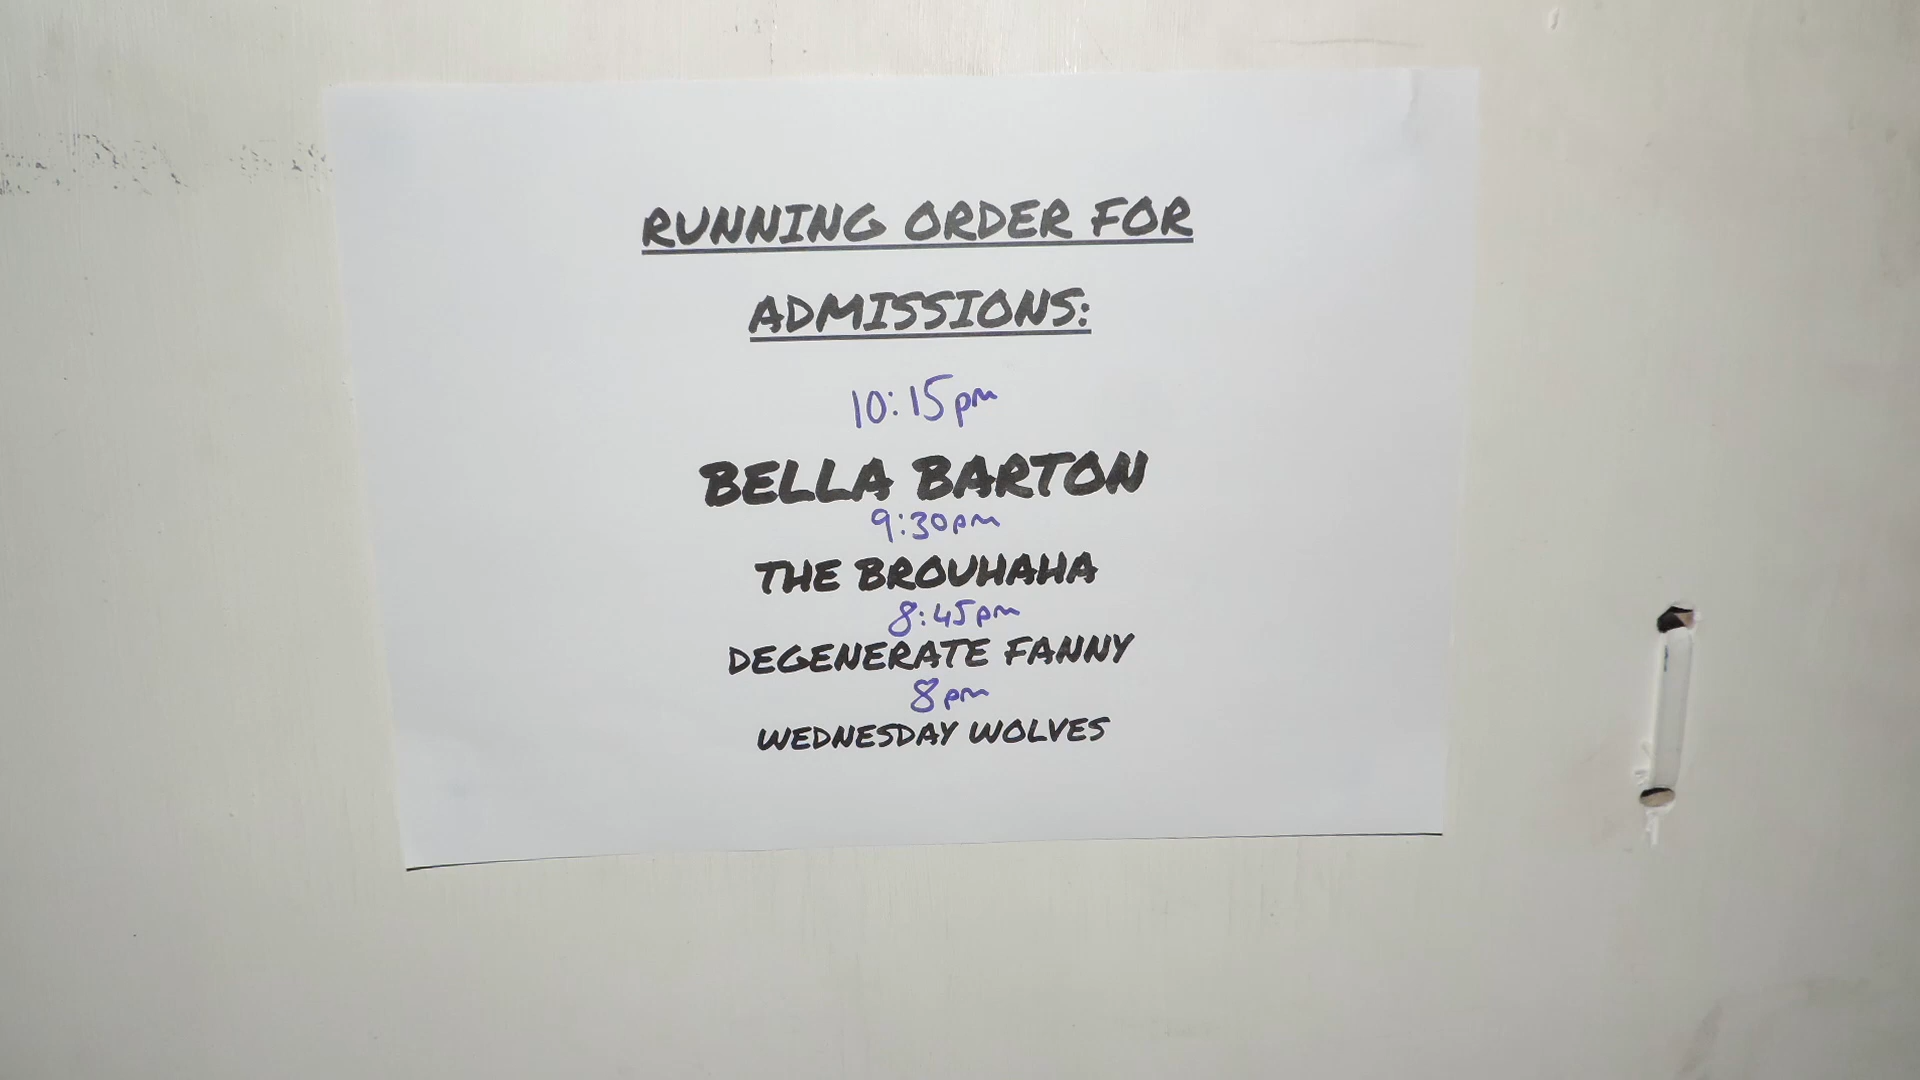 RUNNING ORDER FOR
ADMISSIONS:
10:15pm
BELLA BARTON
9:30pm
THE BROUHAHA
8:45pm
DEGENERATE FANNY
8pm
WEDNESDAY WOLVES